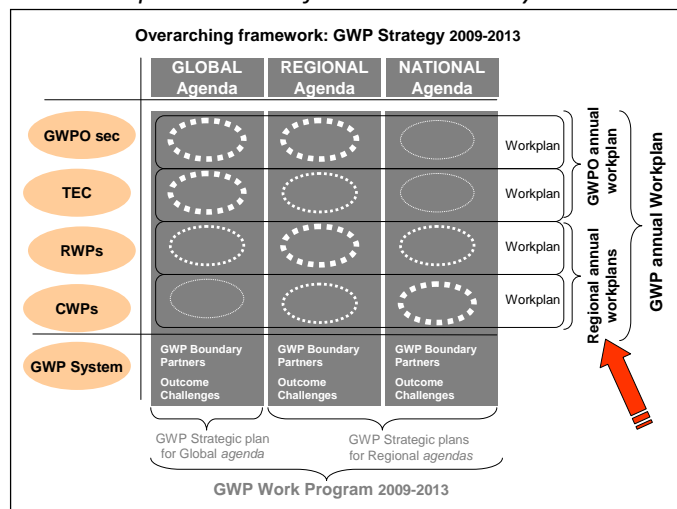 Overarching framework: GWP Strategy 2009-2013
GLOBAL
Agenda
REGIONAL
Agenda
NATIONAL
Agenda
GWPO sec
Workplan
TEC
Workplan
RWPs
Workplan
CWPs
Workplan
GWPO annual
workplan
Regional annual
workplans
GWP annual Workplan
GWP System
GWP Boundary
Partners
Outcome
Challenges
GWP Boundary
Partners
Outcome
Challenges
GWP Boundary
Partners
Outcome
Challenges
GWP Strategic plan
for Global agenda
GWP Strategic plans
for Regional agendas
GWP Work Program 2009-2013